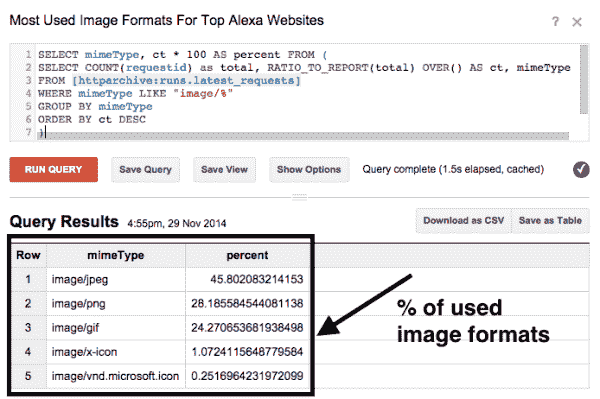 Most Used Image Formats For Top Alexa Websites
? ×
1 SELECT mimeType, ct * 100 AS percent FROM (
2 SELECT COUNT(requestid) as total, RATIO_TO_REPORT(total) OVER() AS ct, mimeType
3 FROM [httparchive:runs.latest_requests]
4 WHERE mimeType LIKE "image/%"
5 GROUP BY mimeType
6 ORDER BY ct DESC
7 )
RUN QUERY Save Query Save View Show Options Query complete (1.5s elapsed, cached)
Query Results 4:55pm, 29 Nov 2014 Download as CSV Save as Table
Row mimeType percent
1 image/jpeg 45.802083214153
2 image/png 28.185584544081138
3 image/gif 24.270653681938498
4 image/x-icon 1.0724115648779584
5 image/vnd.microsoft.icon 0.2516964231972099
% of used
image formats